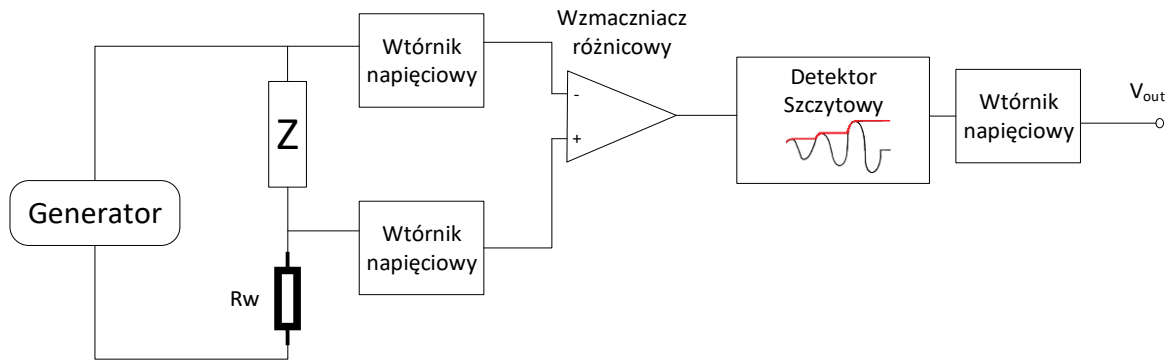 Wzmacniacz
różnicowy
Wtórnik
napięciowy
Detektor
Szczytowy
Wtórnik
napięciowy
Vout
Z
-
+
Generator
Wtórnik
napięciowy
Rw